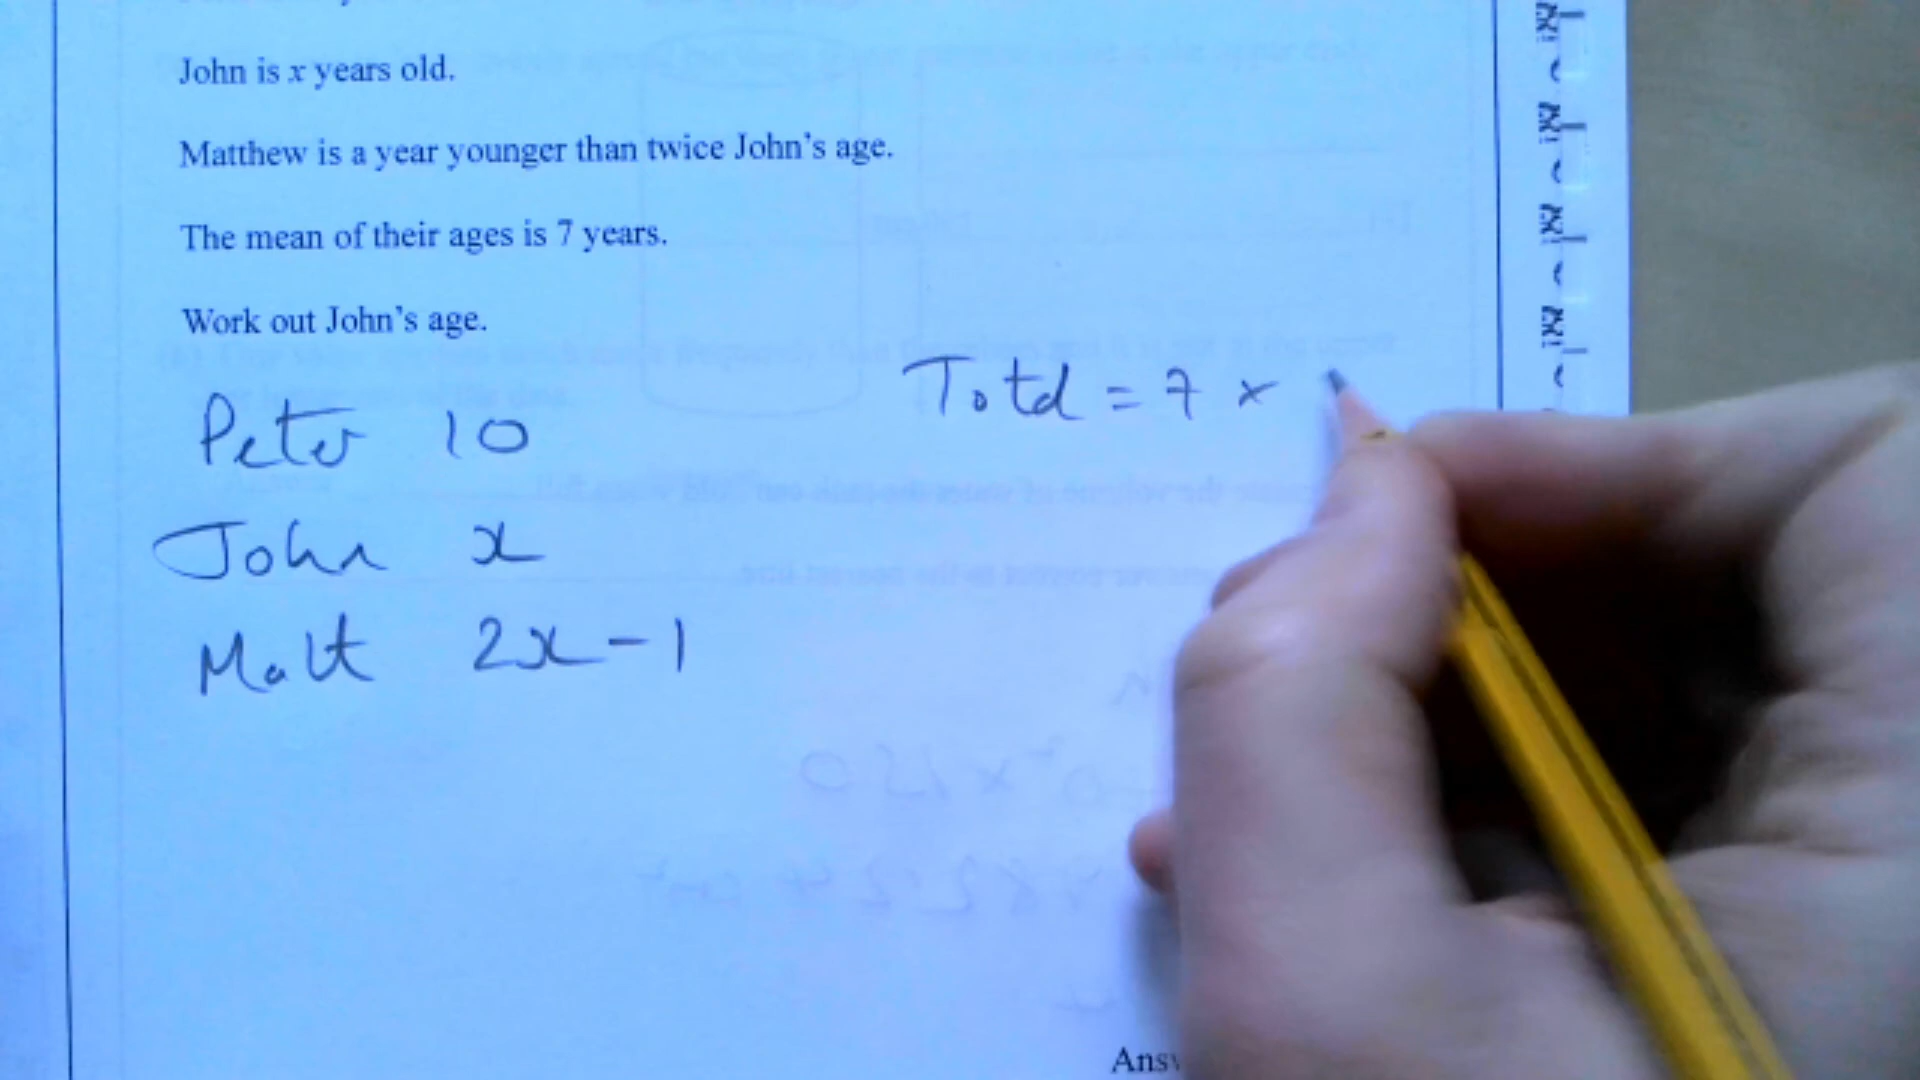 John is x years old.
Matthew is a year younger than twice John's age.
The mean of their ages is 7 years.
Work out John's age.
Total = 7 ×
Peter 10
John x
Matt 2x - 1